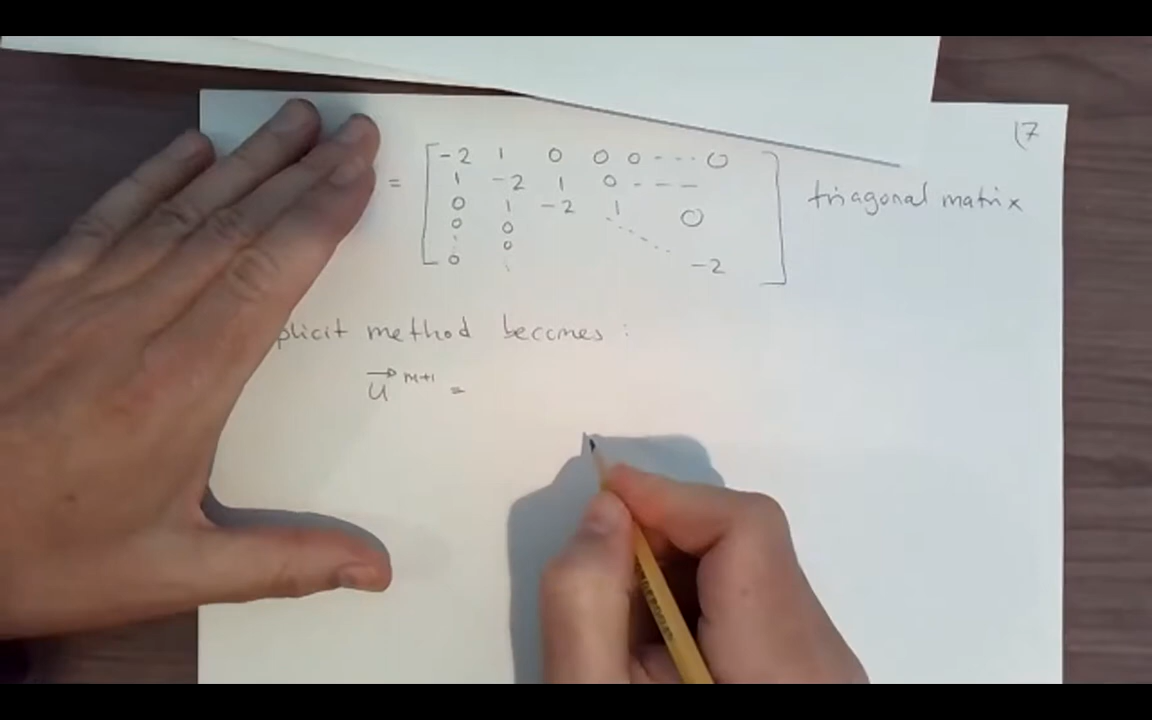 17
= [ -2 1 0 0 0 - - - 0 ] triagonal matrix
1 -2 1 0 - - -
0 1 -2 1 0
0 0
0
0 -2
plicit method becomes :
u⃗ m+1 =